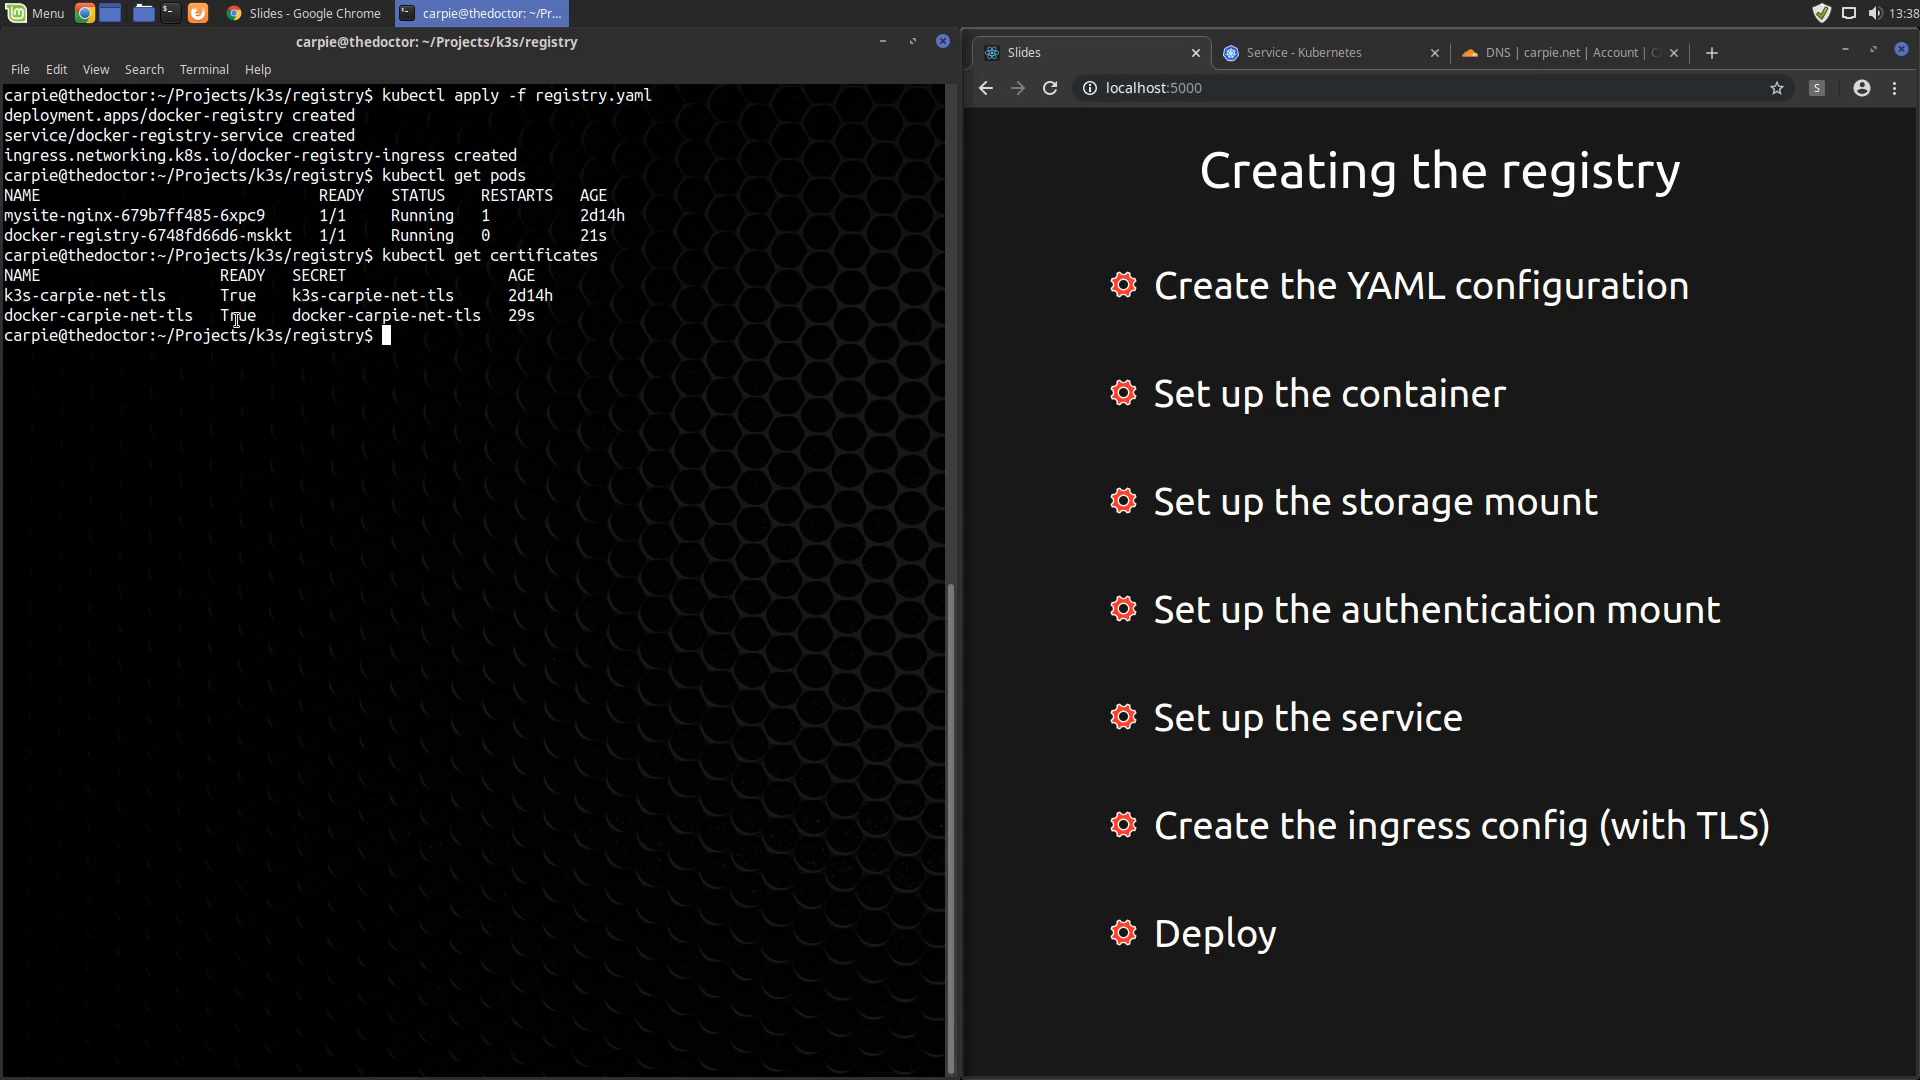 Menu
Slides - Google Chrome
carpie@thedoctor: ~/Pr...
13:38
carpie@thedoctor: ~/Projects/k3s/registry
File Edit View Search Terminal Help
carpie@thedoctor:~/Projects/k3s/registry$ kubectl apply -f registry.yaml
deployment.apps/docker-registry created
service/docker-registry-service created
ingress.networking.k8s.io/docker-registry-ingress created
carpie@thedoctor:~/Projects/k3s/registry$ kubectl get pods
NAME READY STATUS RESTARTS AGE
mysite-nginx-679b7ff485-6xpc9 1/1 Running 1 2d14h
docker-registry-6748fd66d6-mskkt 1/1 Running 0 21s
carpie@thedoctor:~/Projects/k3s/registry$ kubectl get certificates
NAME READY SECRET AGE
k3s-carpie-net-tls True k3s-carpie-net-tls 2d14h
docker-carpie-net-tls True docker-carpie-net-tls 29s
carpie@thedoctor:~/Projects/k3s/registry$
Slides
Service - Kubernetes
DNS | carpie.net | Account | C
localhost:5000
S
Creating the registry
Create the YAML configuration
Set up the container
Set up the storage mount
Set up the authentication mount
Set up the service
Create the ingress config (with TLS)
Deploy